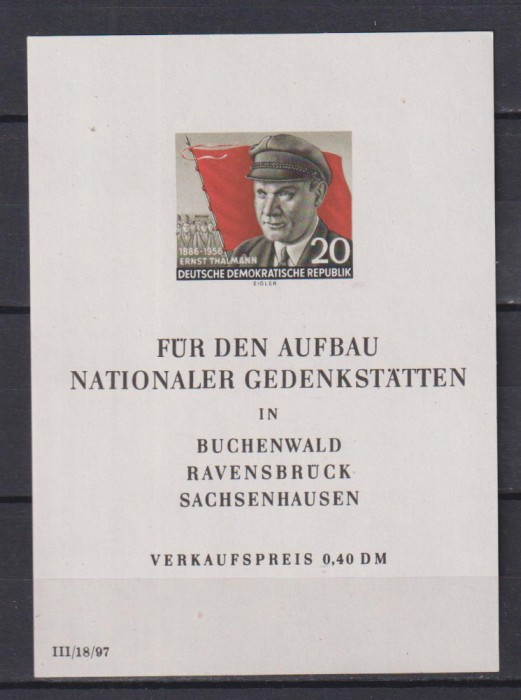 1886-1956
ERNST THÄLMANN
20
DEUTSCHE DEMOKRATISCHE REPUBLIK
EIGLER
FÜR DEN AUFBAU
NATIONALER GEDENKSTÄTTEN
IN
BUCHENWALD
RAVENSBRÜCK
SACHSENHAUSEN
VERKAUFSPREIS 0,40 DM
III/18/97